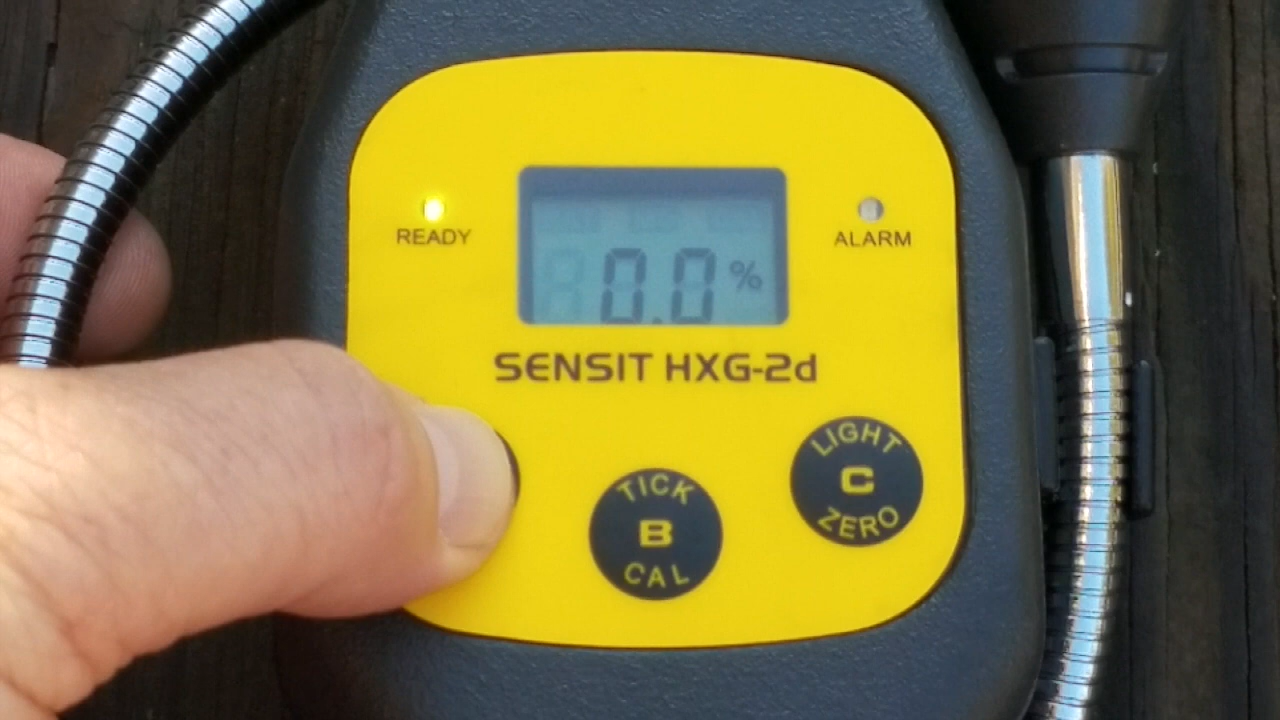 READY
ALARM
0.0 %
SENSIT HXG-2d
TICK
B
CAL
LIGHT
C
ZERO